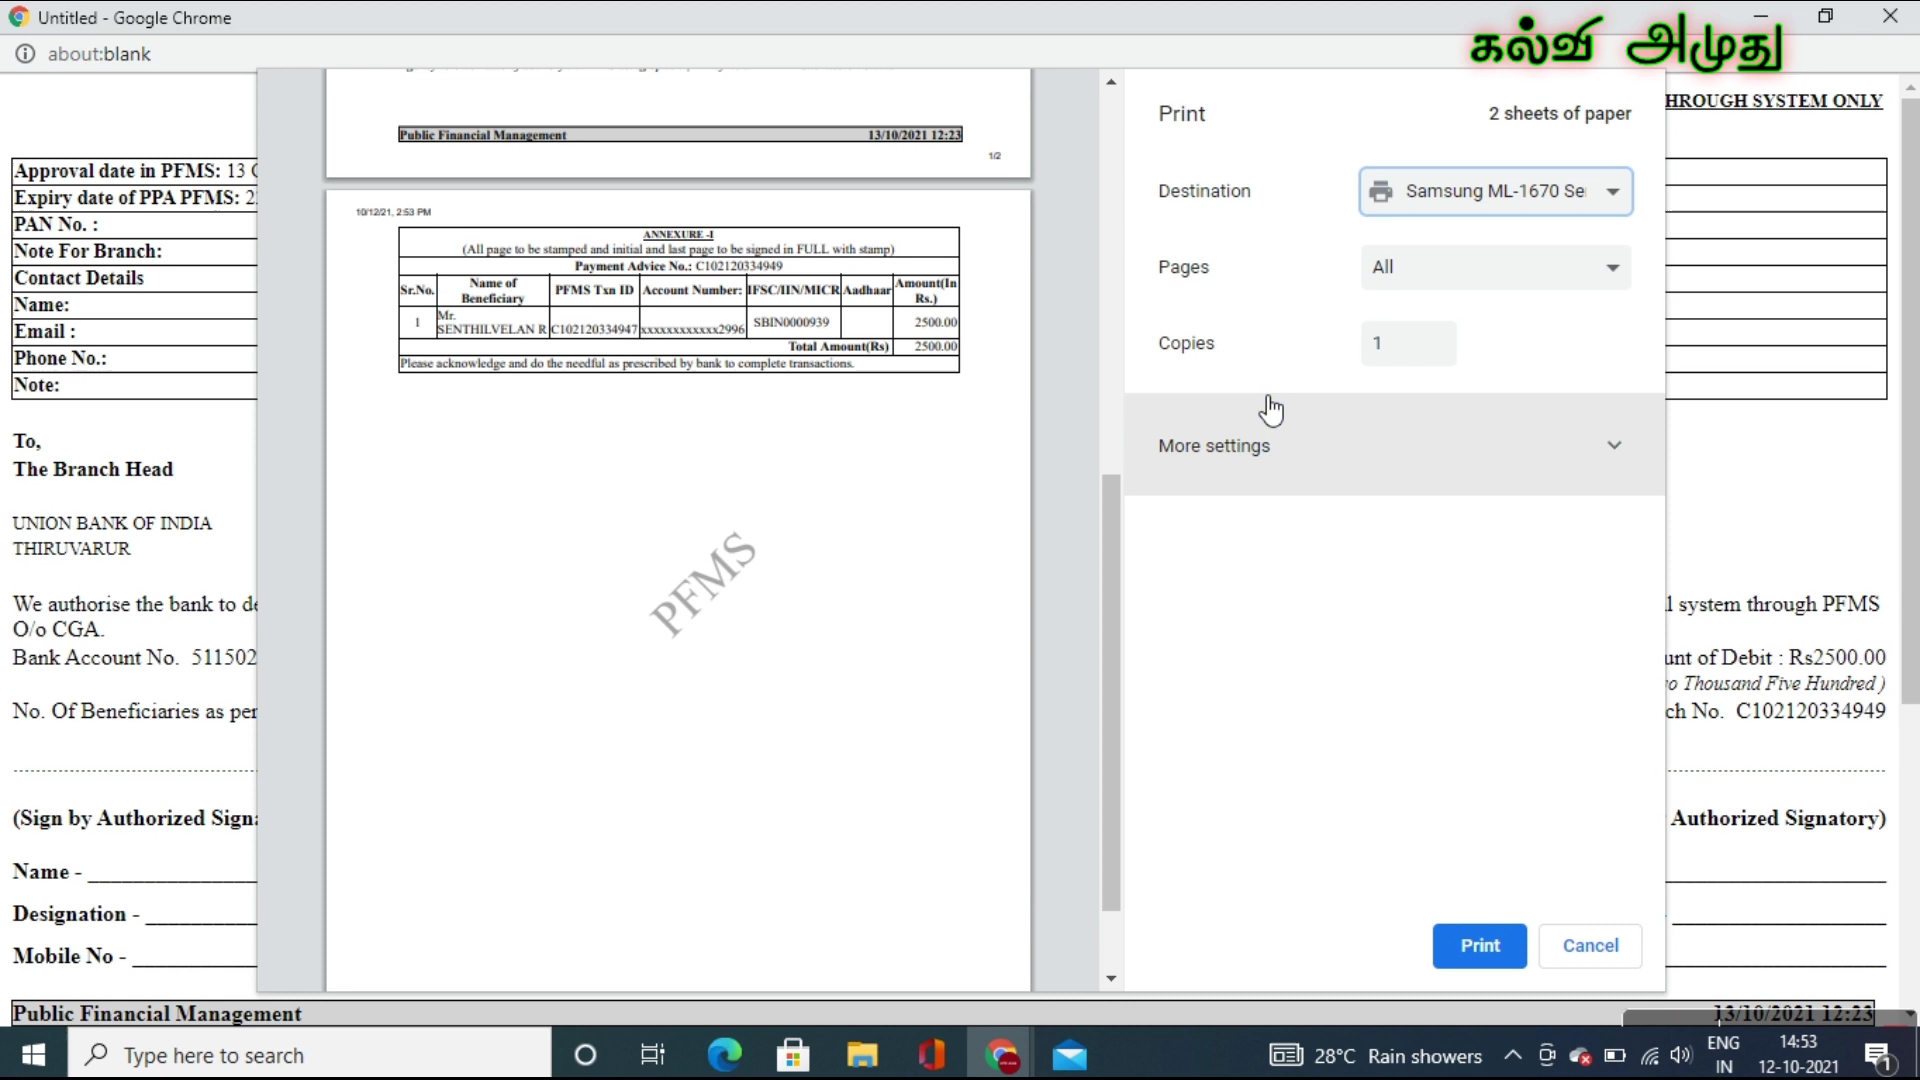 Untitled - Google Chrome
கல்வி அமுது
about:blank
HROUGH SYSTEM ONLY
Approval date in PFMS: 13
Expiry date of PPA PFMS: 2
PAN No. :
Note For Branch:
Contact Details
Name:
Email :
Phone No.:
Note:
To,
The Branch Head
UNION BANK OF INDIA
THIRUVARUR
We authorise the bank to de
O/o CGA.
Bank Account No. 511502
No. Of Beneficiaries as per
(Sign by Authorized Signa
Name -
Designation -
Mobile No -
Public Financial Management
Public Financial Management 13/10/2021 12:23
1/2
10/12/21, 2:53 PM
ANNEXURE -I
(All page to be stamped and initial and last page to be signed in FULL with stamp)
Payment Advice No.: C102120334949
Sr.No. Name of Beneficiary PFMS Txn ID Account Number: IFSC/IIN/MICR Aadhaar Amount(In Rs.)
1 Mr. SENTHILVELAN R C102120334947 xxxxxxxxxxxx2996 SBIN0000939 2500.00
Total Amount(Rs) 2500.00
Please acknowledge and do the needful as prescribed by bank to complete transactions.
PFMS
Print 2 sheets of paper
Destination Samsung ML-1670 Se
Pages All
Copies 1
More settings
Print Cancel
l system through PFMS
unt of Debit : Rs2500.00
o Thousand Five Hundred )
ch No. C102120334949
Authorized Signatory)
13/10/2021 12:23
Type here to search
28°C Rain showers
ENG
IN
14:53
12-10-2021
1